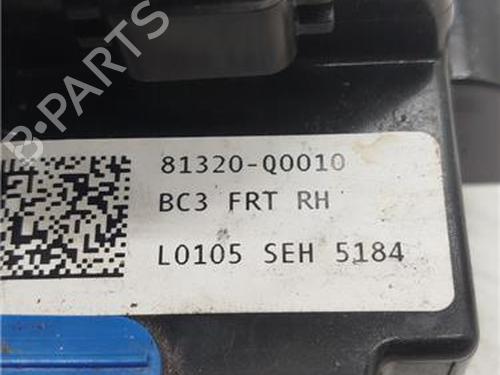 B-PARTS
81320-Q0010
BC3 FRT RH
L0105 SEH 5184